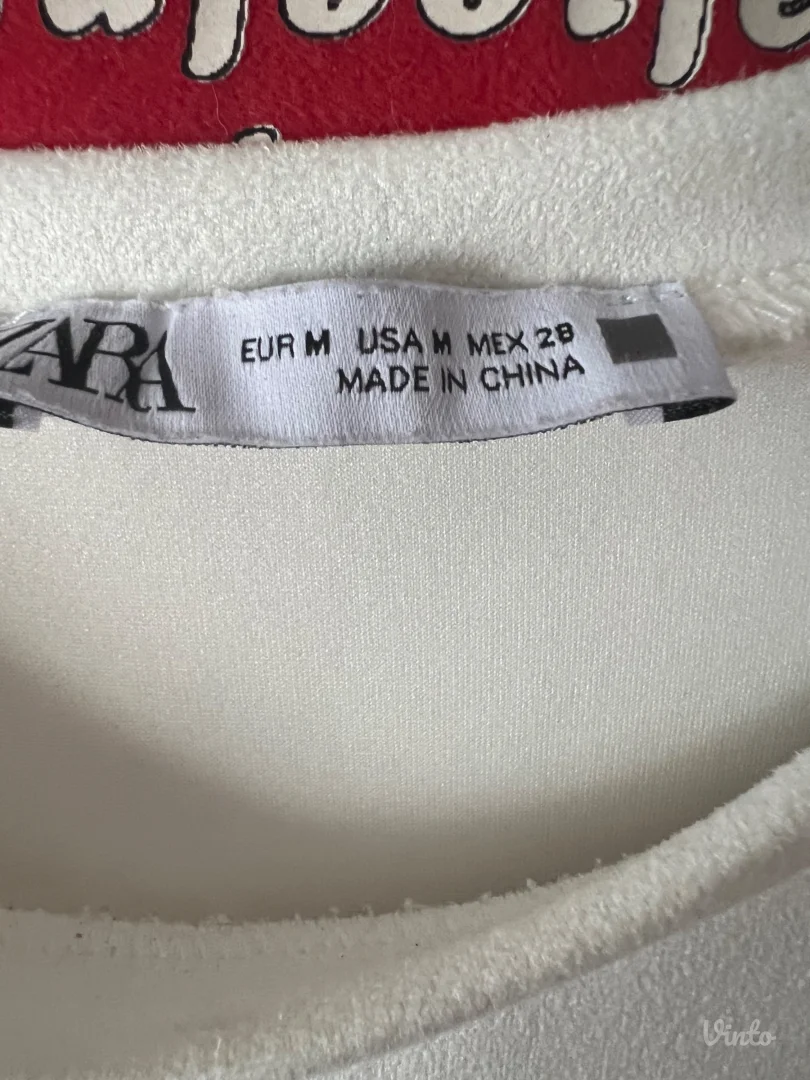 ZARA
EUR M USA M MEX 28
MADE IN CHINA
Vinto